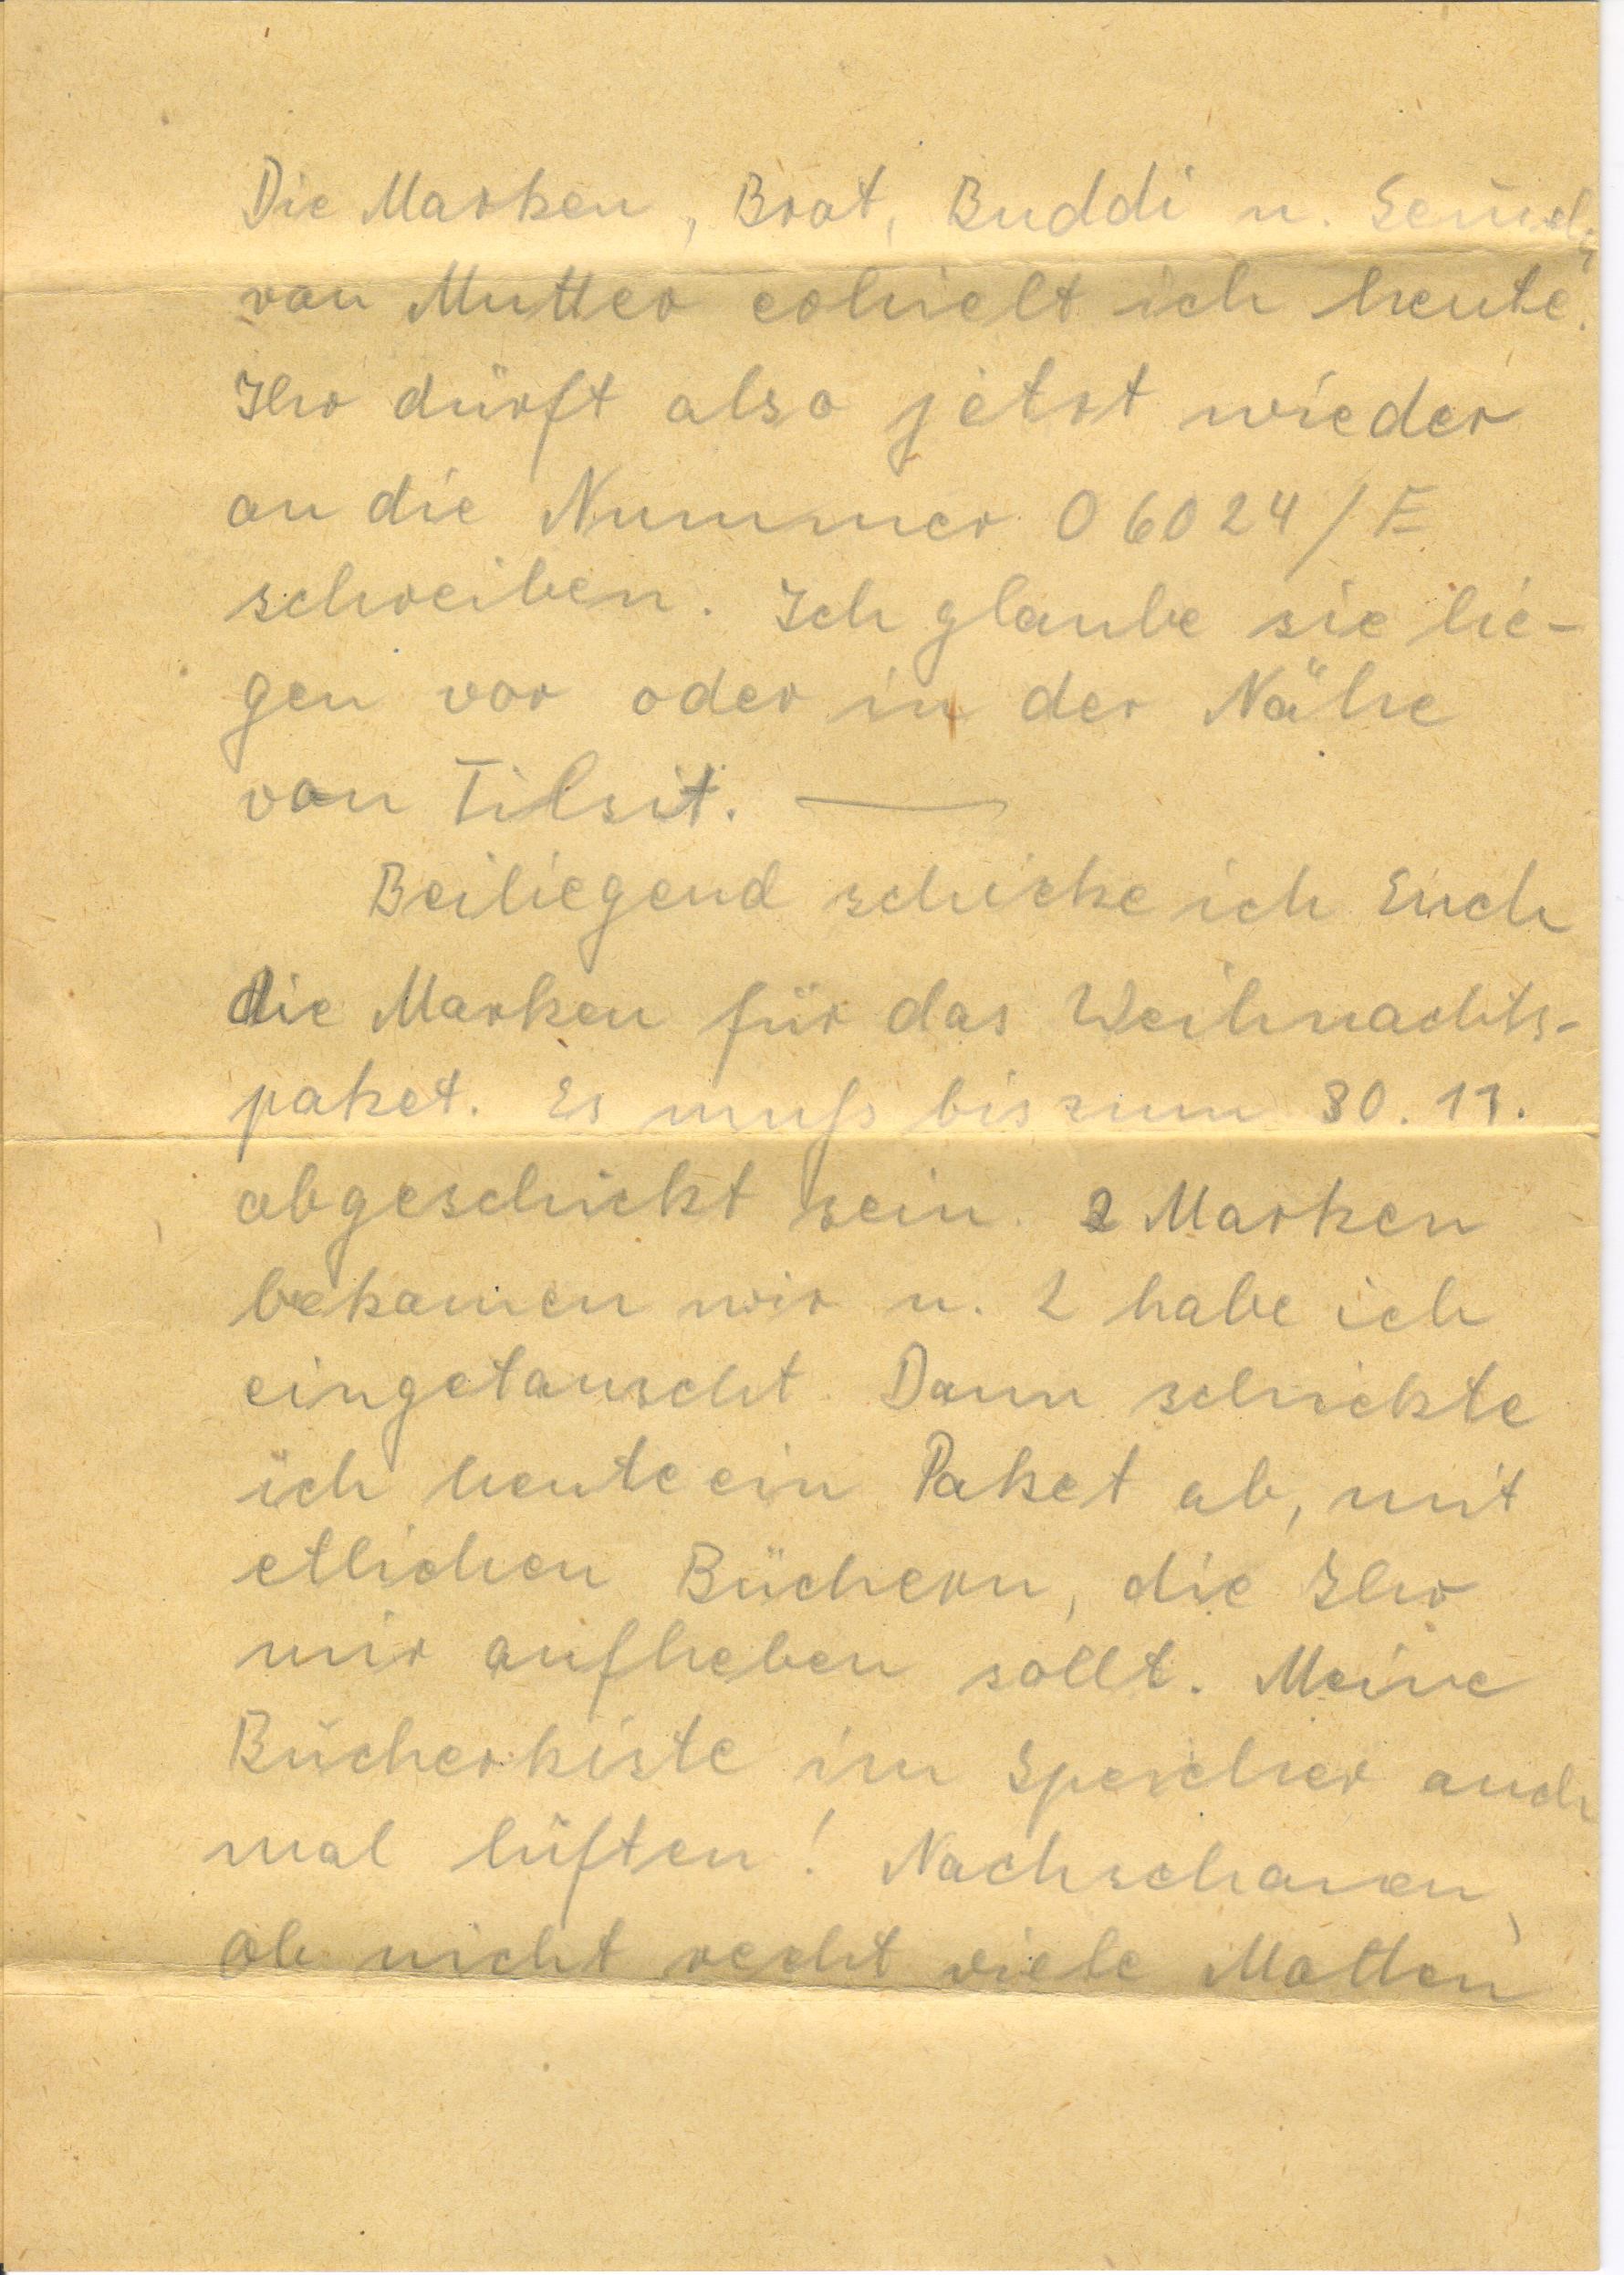 Die Marken, Brot, Buddi u.
von Mutter erhielt ich heute.
Ihr dürft also jetzt wieder
an die Nummer 06024/E
schreiben. Ich glaube sie lie-
gen vor oder in der Nähe
von Tilsit. —
Beiliegend schicke ich Euch
die Marken für das Weihnachts-
paket. Es muß bis zum 30. 11.
abgeschickt sein. 2 Marken
bekamen wir u. 2 habe ich
eingetauscht. Dann schickte
ich heute ein Paket ab, mit
etlichen Büchern, die Ihr
mir aufheben sollt. Meine
Bücherkiste im Speicher auch
mal lüften! Nachschauen,
ob nicht recht viele Motten